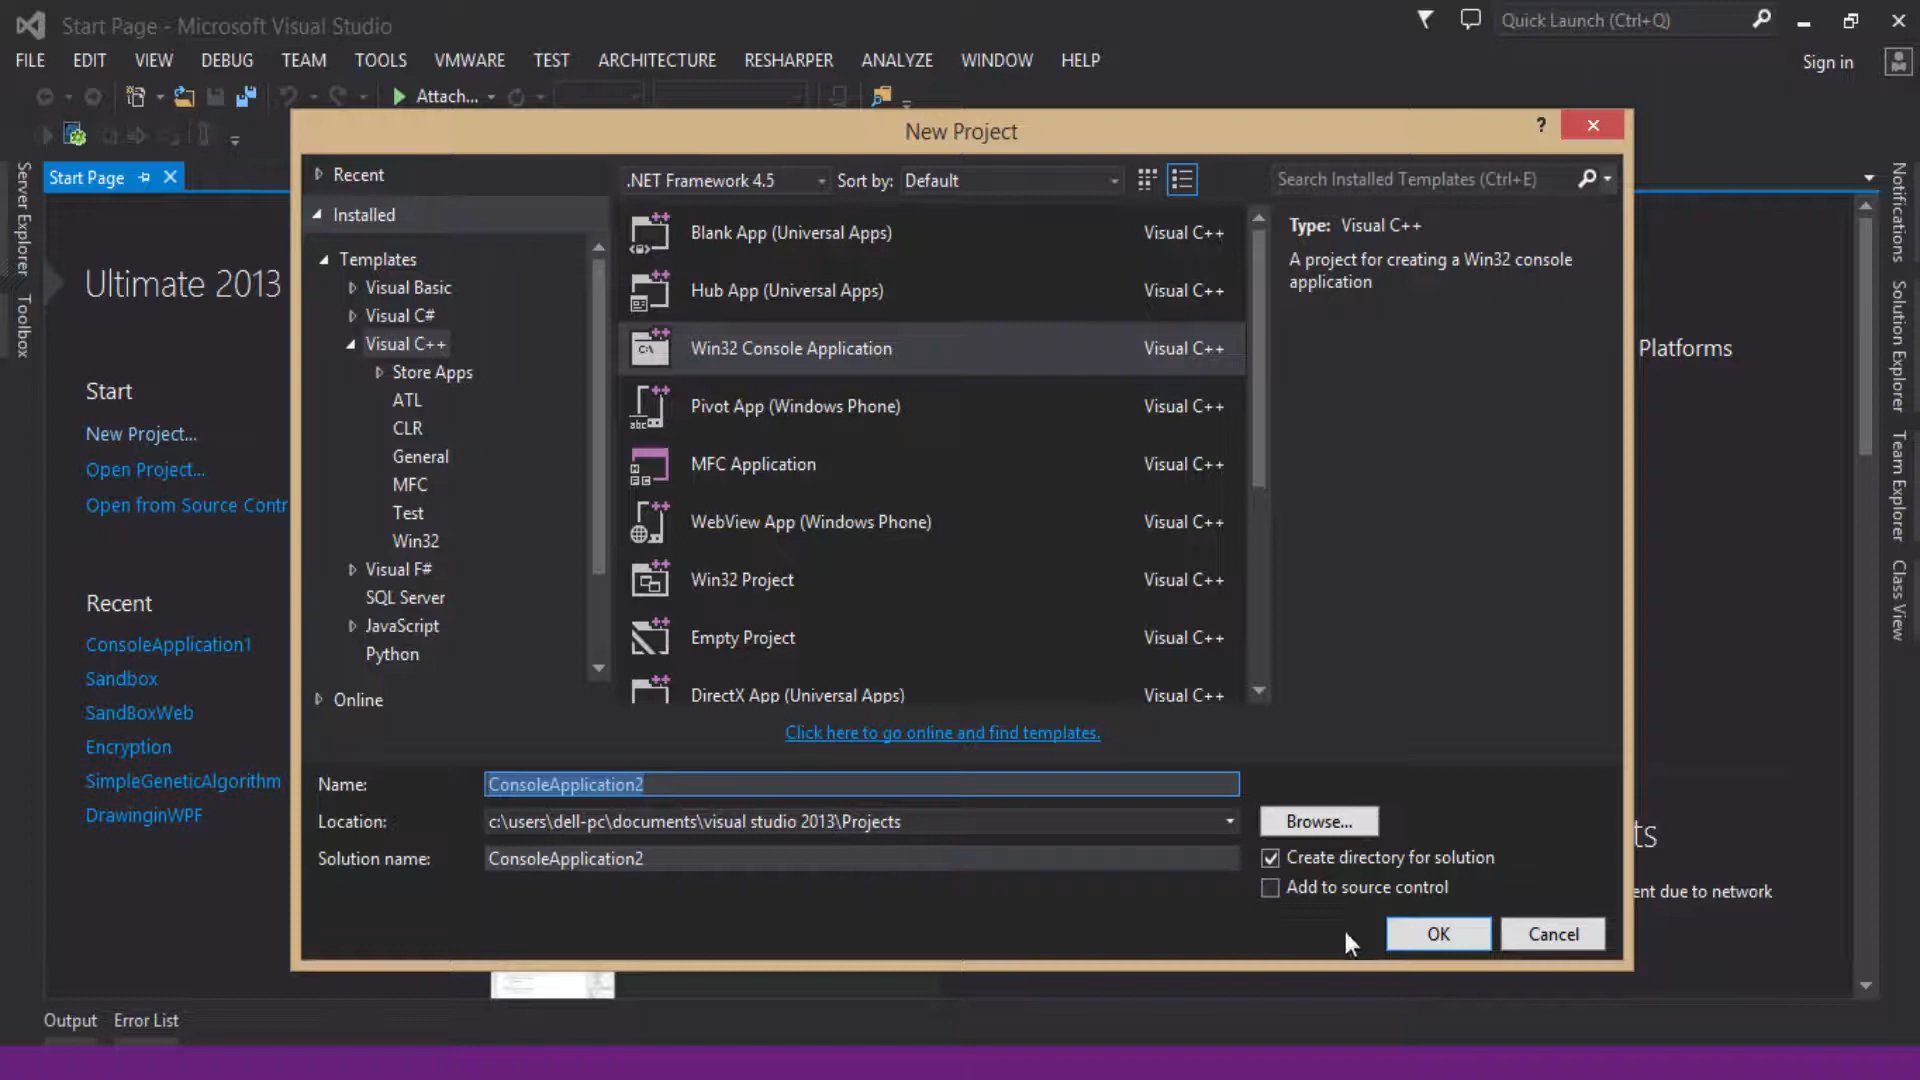 Start Page - Microsoft Visual Studio
Quick Launch (Ctrl+Q)
FILE EDIT VIEW DEBUG TEAM TOOLS VMWARE TEST ARCHITECTURE RESHARPER ANALYZE WINDOW HELP
Sign in
Attach...
New Project
?
Server Explorer
Toolbox
Start Page
Ultimate 2013
Start
New Project...
Open Project...
Open from Source Contr
Recent
ConsoleApplication1
Sandbox
SandBoxWeb
Encryption
SimpleGeneticAlgorithm
DrawinginWPF
Recent
Installed
Templates
Visual Basic
Visual C#
Visual C++
Store Apps
ATL
CLR
General
MFC
Test
Win32
Visual F#
SQL Server
JavaScript
Python
Online
.NET Framework 4.5
Sort by: Default
Search Installed Templates (Ctrl+E)
Blank App (Universal Apps) Visual C++
Hub App (Universal Apps) Visual C++
Win32 Console Application Visual C++
Pivot App (Windows Phone) Visual C++
MFC Application Visual C++
WebView App (Windows Phone) Visual C++
Win32 Project Visual C++
Empty Project Visual C++
DirectX App (Universal Apps) Visual C++
Click here to go online and find templates.
Type: Visual C++
A project for creating a Win32 console
application
Name: ConsoleApplication2
Location: c:\users\dell-pc\documents\visual studio 2013\Projects
Browse...
Solution name: ConsoleApplication2
Create directory for solution
Add to source control
OK Cancel
Platforms
ts
ent due to network
Notifications
Solution Explorer
Team Explorer
Class View
Output Error List